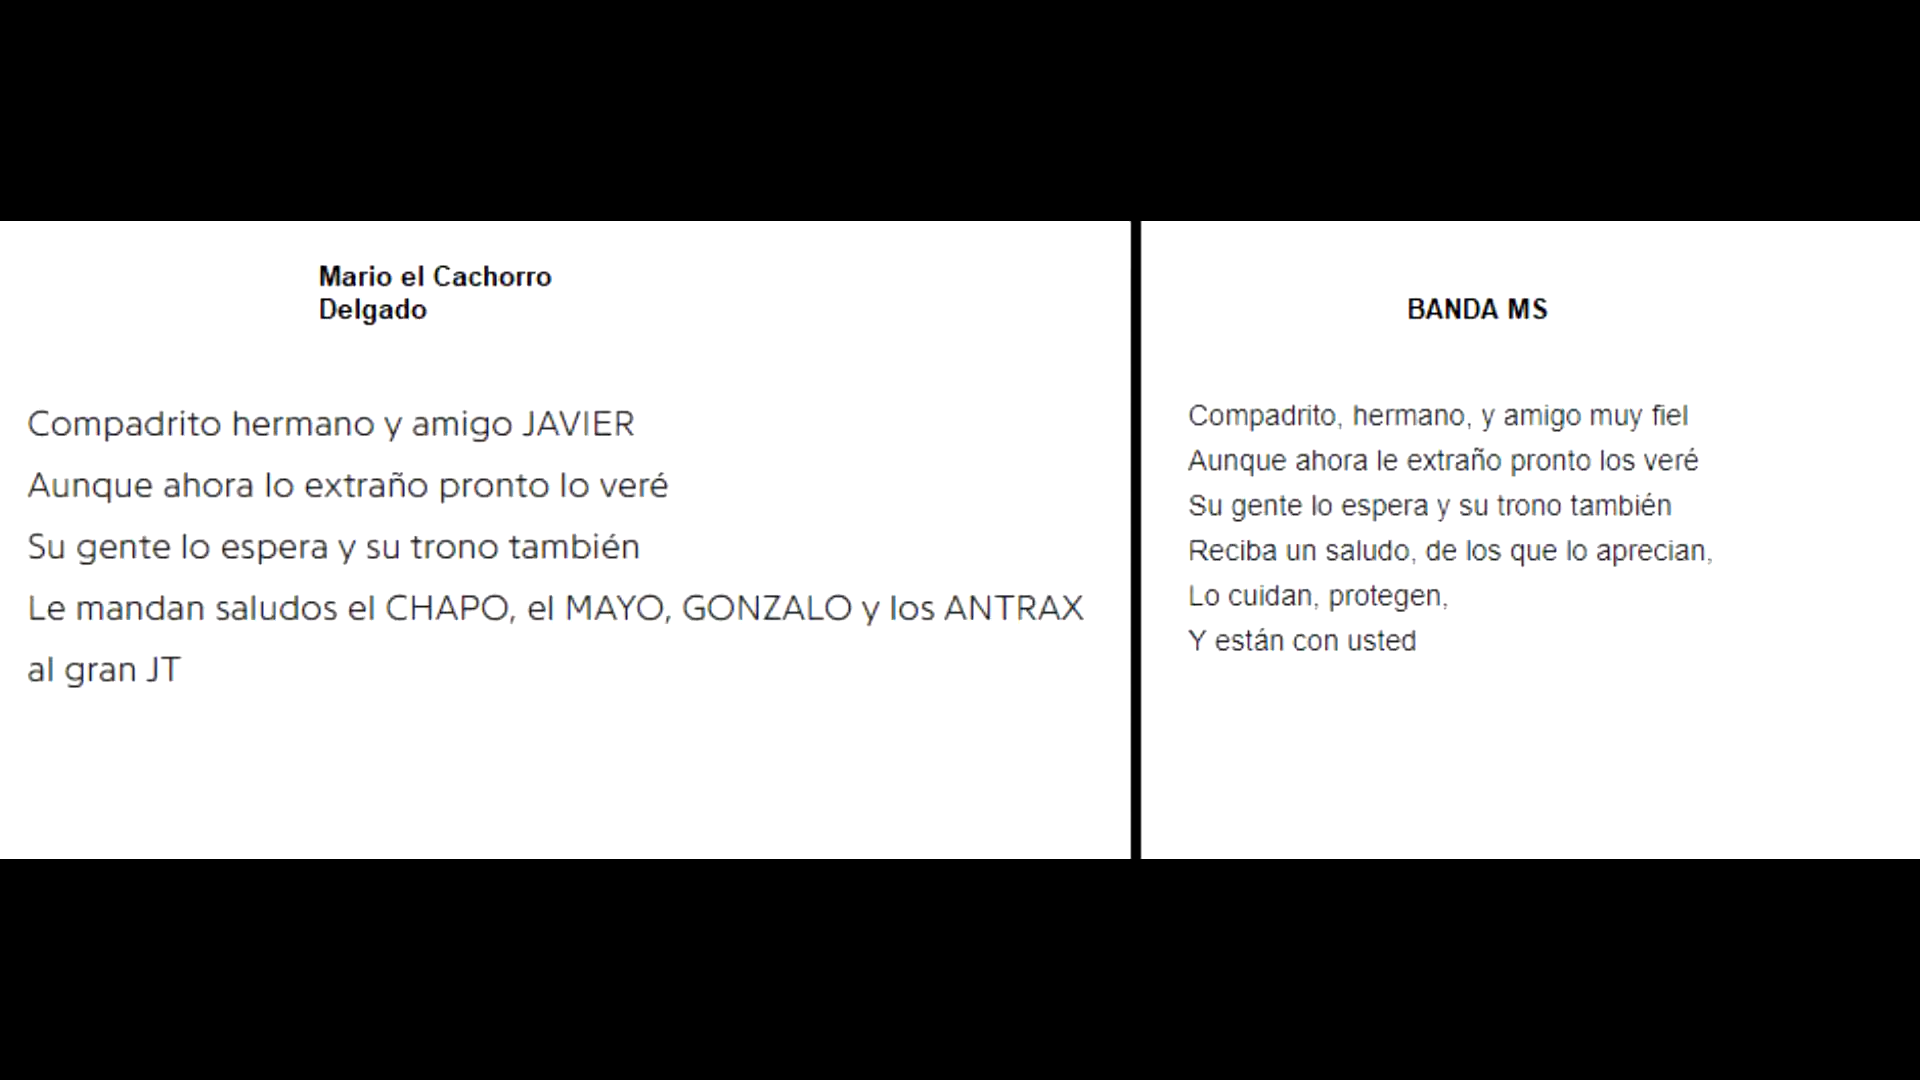 Mario el Cachorro
Delgado
Compadrito hermano y amigo JAVIER
Aunque ahora lo extraño pronto lo veré
Su gente lo espera y su trono también
Le mandan saludos el CHAPO, el MAYO, GONZALO y los ANTRAX
al gran JT
BANDA MS
Compadrito, hermano, y amigo muy fiel
Aunque ahora le extraño pronto los veré
Su gente lo espera y su trono también
Reciba un saludo, de los que lo aprecian,
Lo cuidan, protegen,
Y están con usted